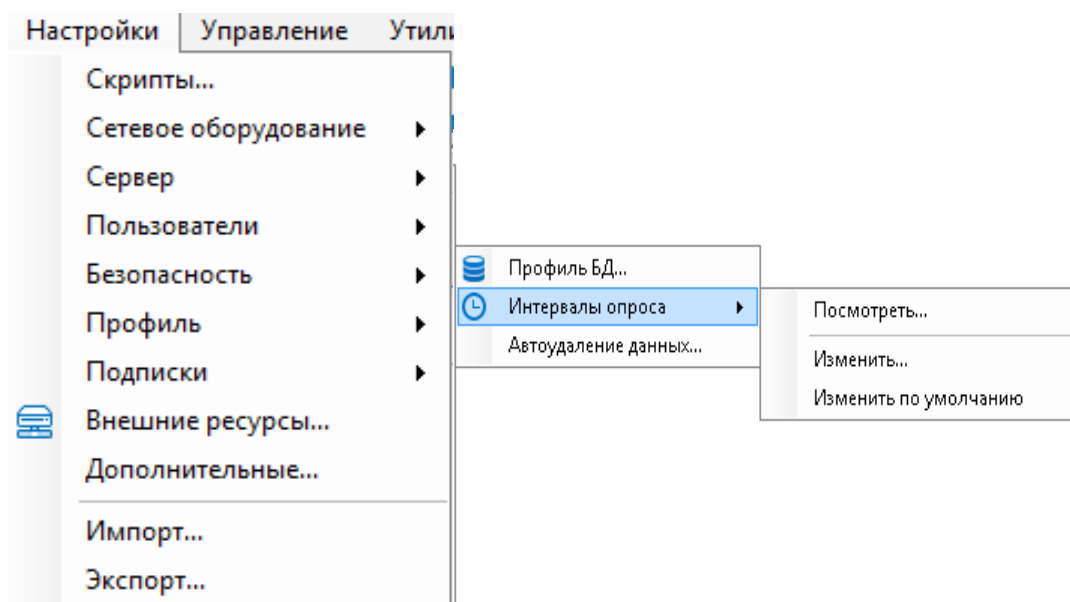 Настройки Управление
Скрипты...
Сетевое оборудование
Сервер
Пользователи
Безопасность
Профиль
Подписки
Внешние ресурсы...
Дополнительные...
Импорт...
Экспорт...
Профиль БД...
Интервалы опроса
Автоудаление данных...
Посмотреть...
Изменить...
Изменить по умолчанию